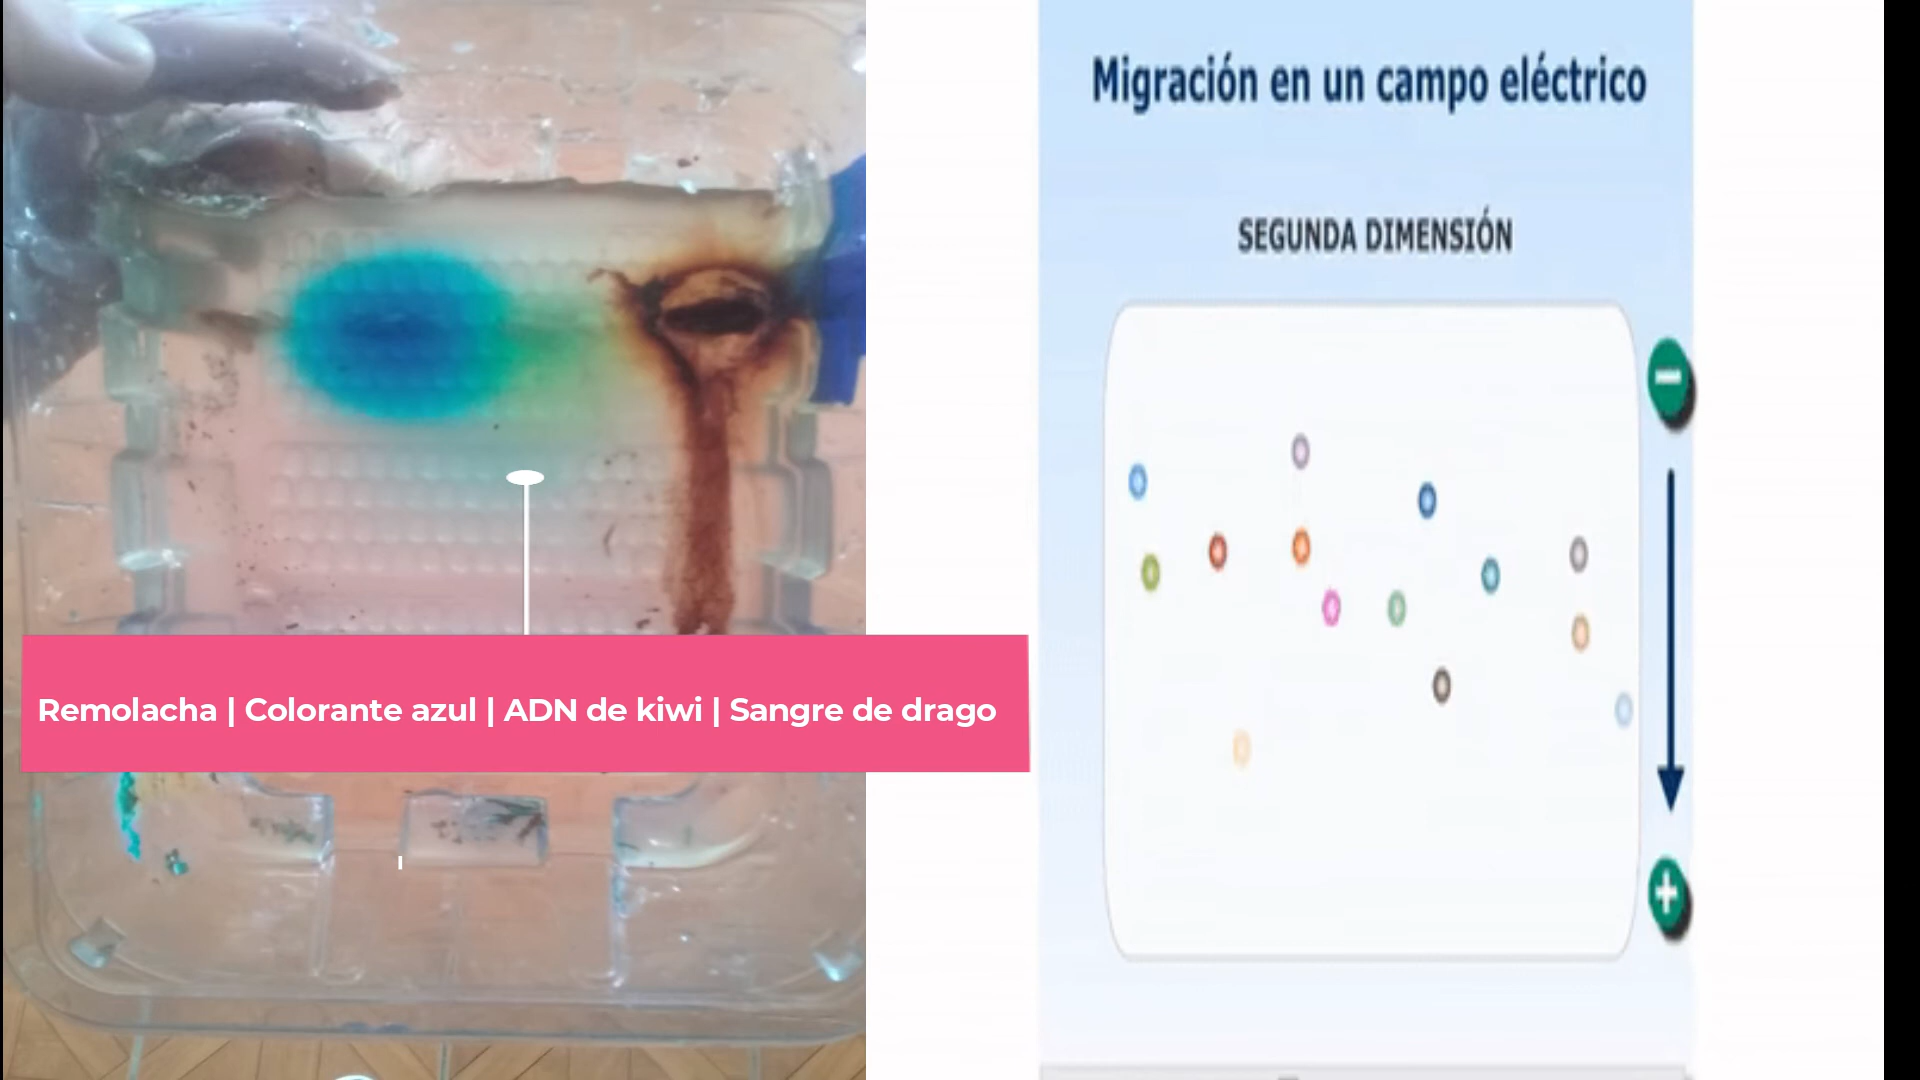 Migración en un campo eléctrico
SEGUNDA DIMENSIÓN
Remolacha | Colorante azul | ADN de kiwi | Sangre de drago